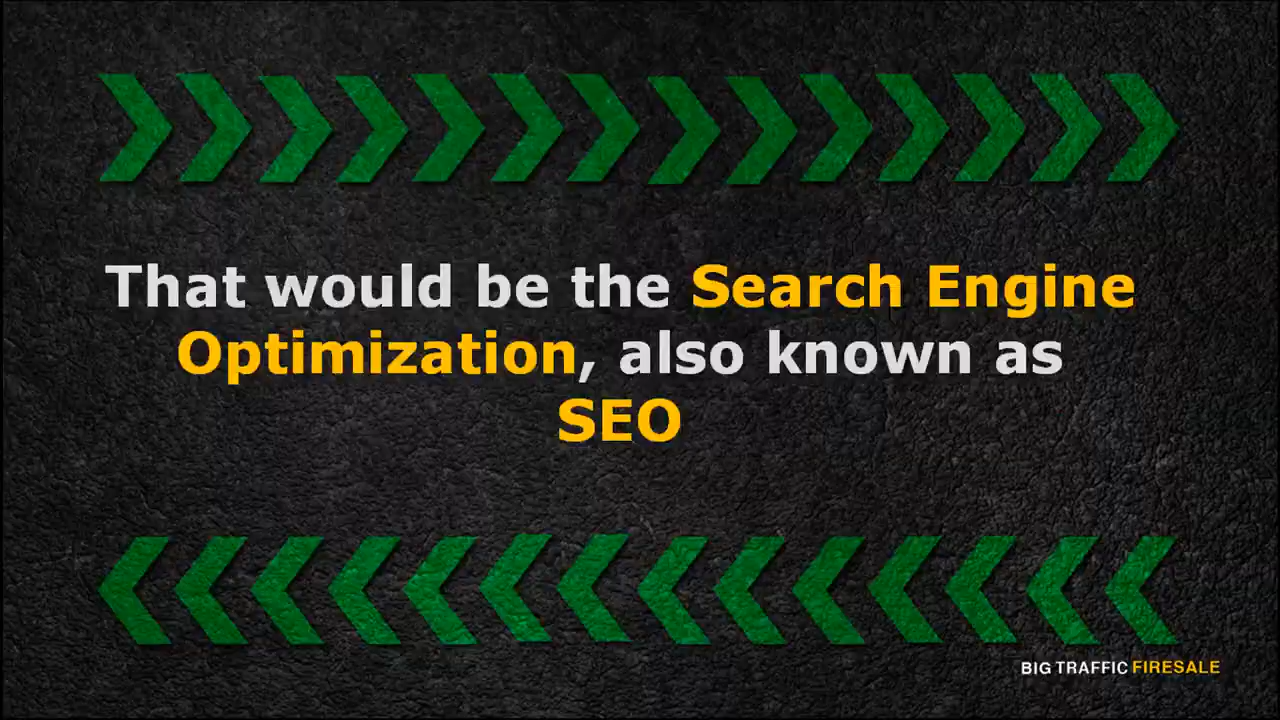 That would be the Search Engine
Optimization, also known as
SEO
BIG TRAFFIC FIRESALE